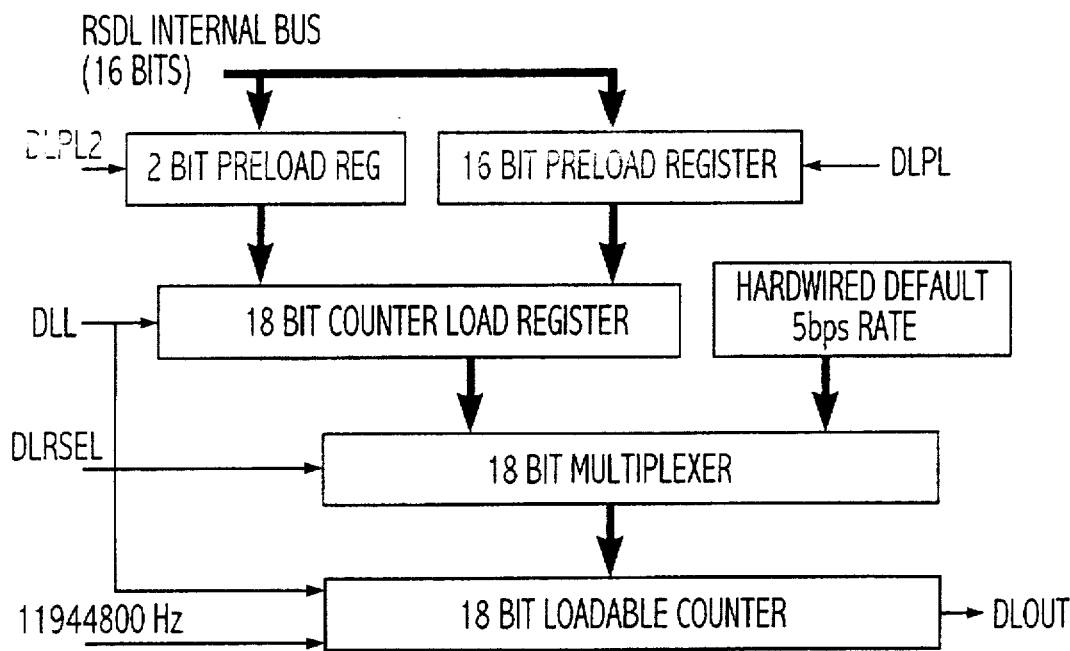 RSDL INTERNAL BUS
(16 BITS)
DLPL2
2 BIT PRELOAD REG
16 BIT PRELOAD REGISTER
DLPL
DLL
18 BIT COUNTER LOAD REGISTER
HARDWIRED DEFAULT
5bps RATE
DLRSEL
18 BIT MULTIPLEXER
11944800 Hz
18 BIT LOADABLE COUNTER
DLOUT